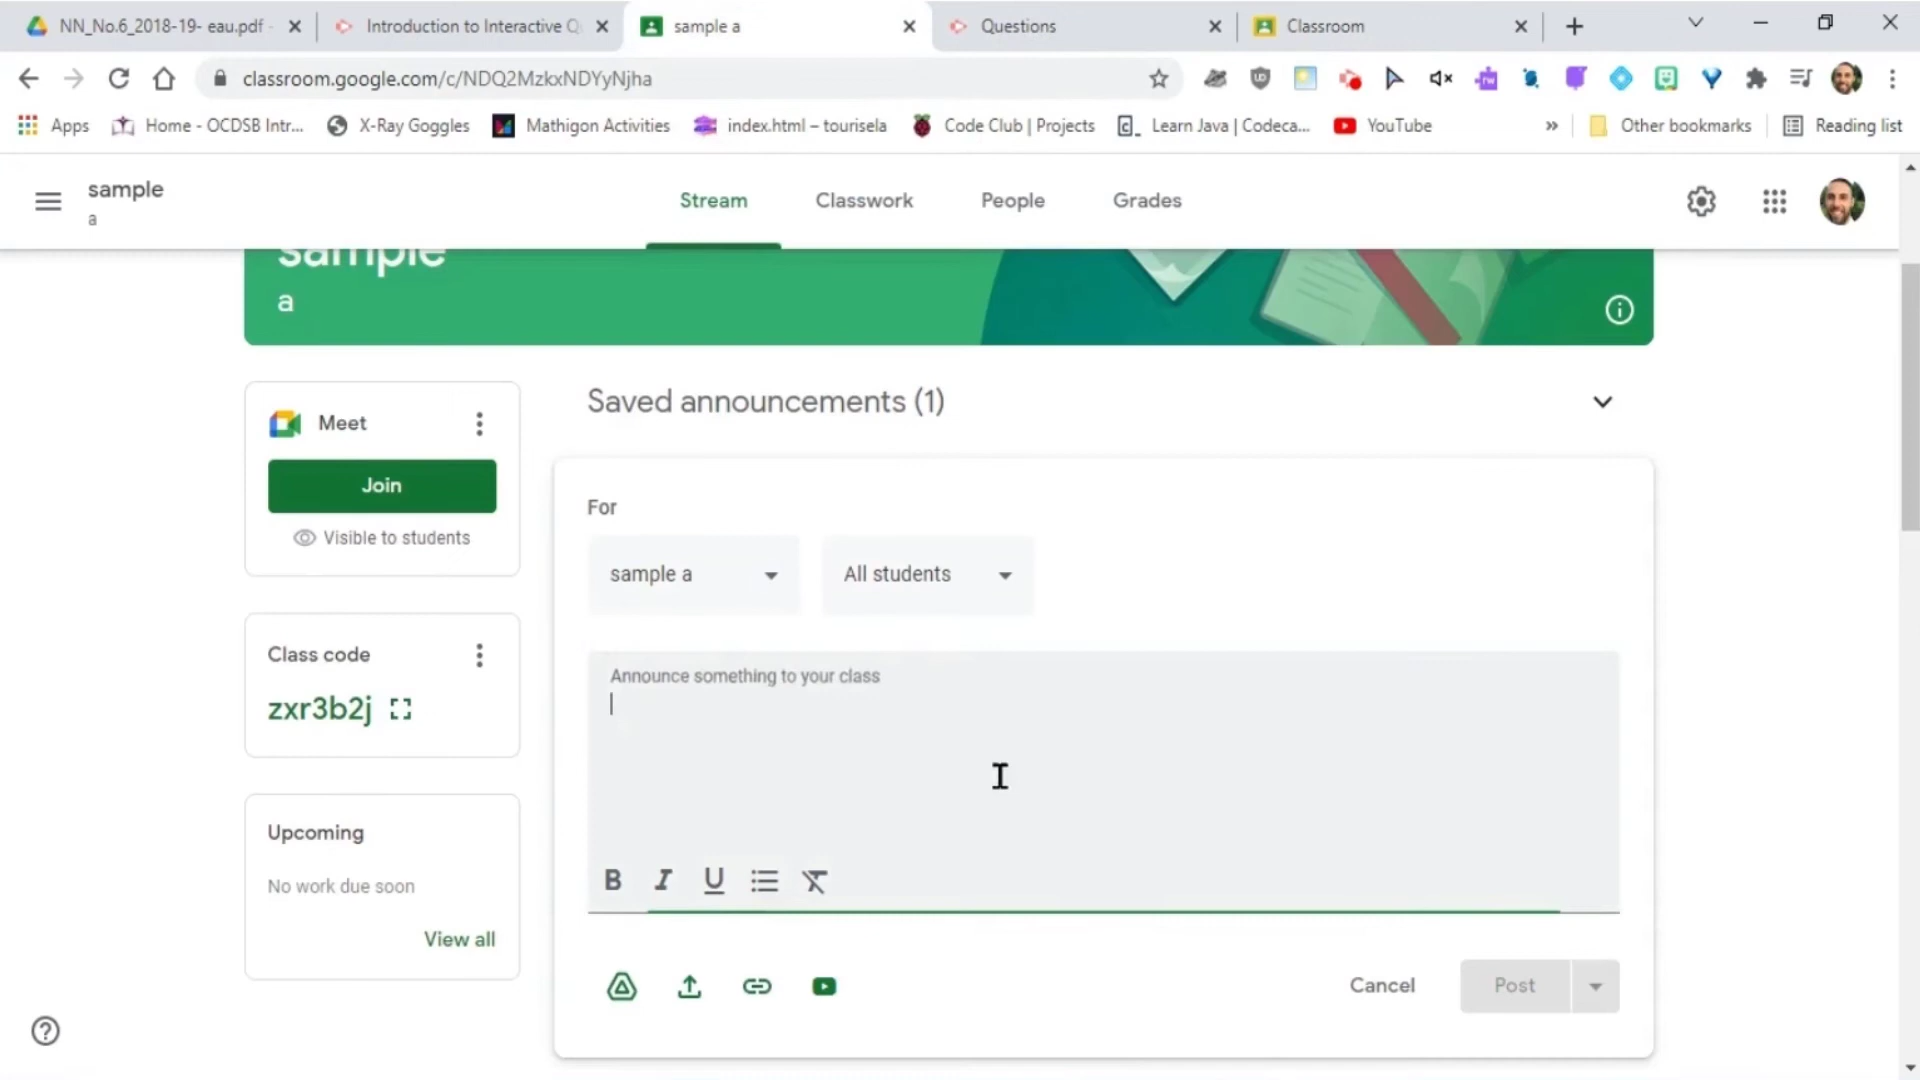 NN_No.6_2018-19- eau.pdf -
Introduction to Interactive Q
sample a
Questions
Classroom
classroom.google.com/c/NDQ2MzkxNDYyNjha
Apps
Home - OCDSB Intr...
X-Ray Goggles
Mathigon Activities
index.html – tourisela
Code Club | Projects
Learn Java | Codeca...
YouTube
»
Other bookmarks
Reading list
sample
a
Stream
Classwork
People
Grades
sample
a
Meet
Join
Visible to students
Class code
zxr3b2j
Upcoming
No work due soon
View all
Saved announcements (1)
For
sample a
All students
Announce something to your class
B I U
Cancel
Post